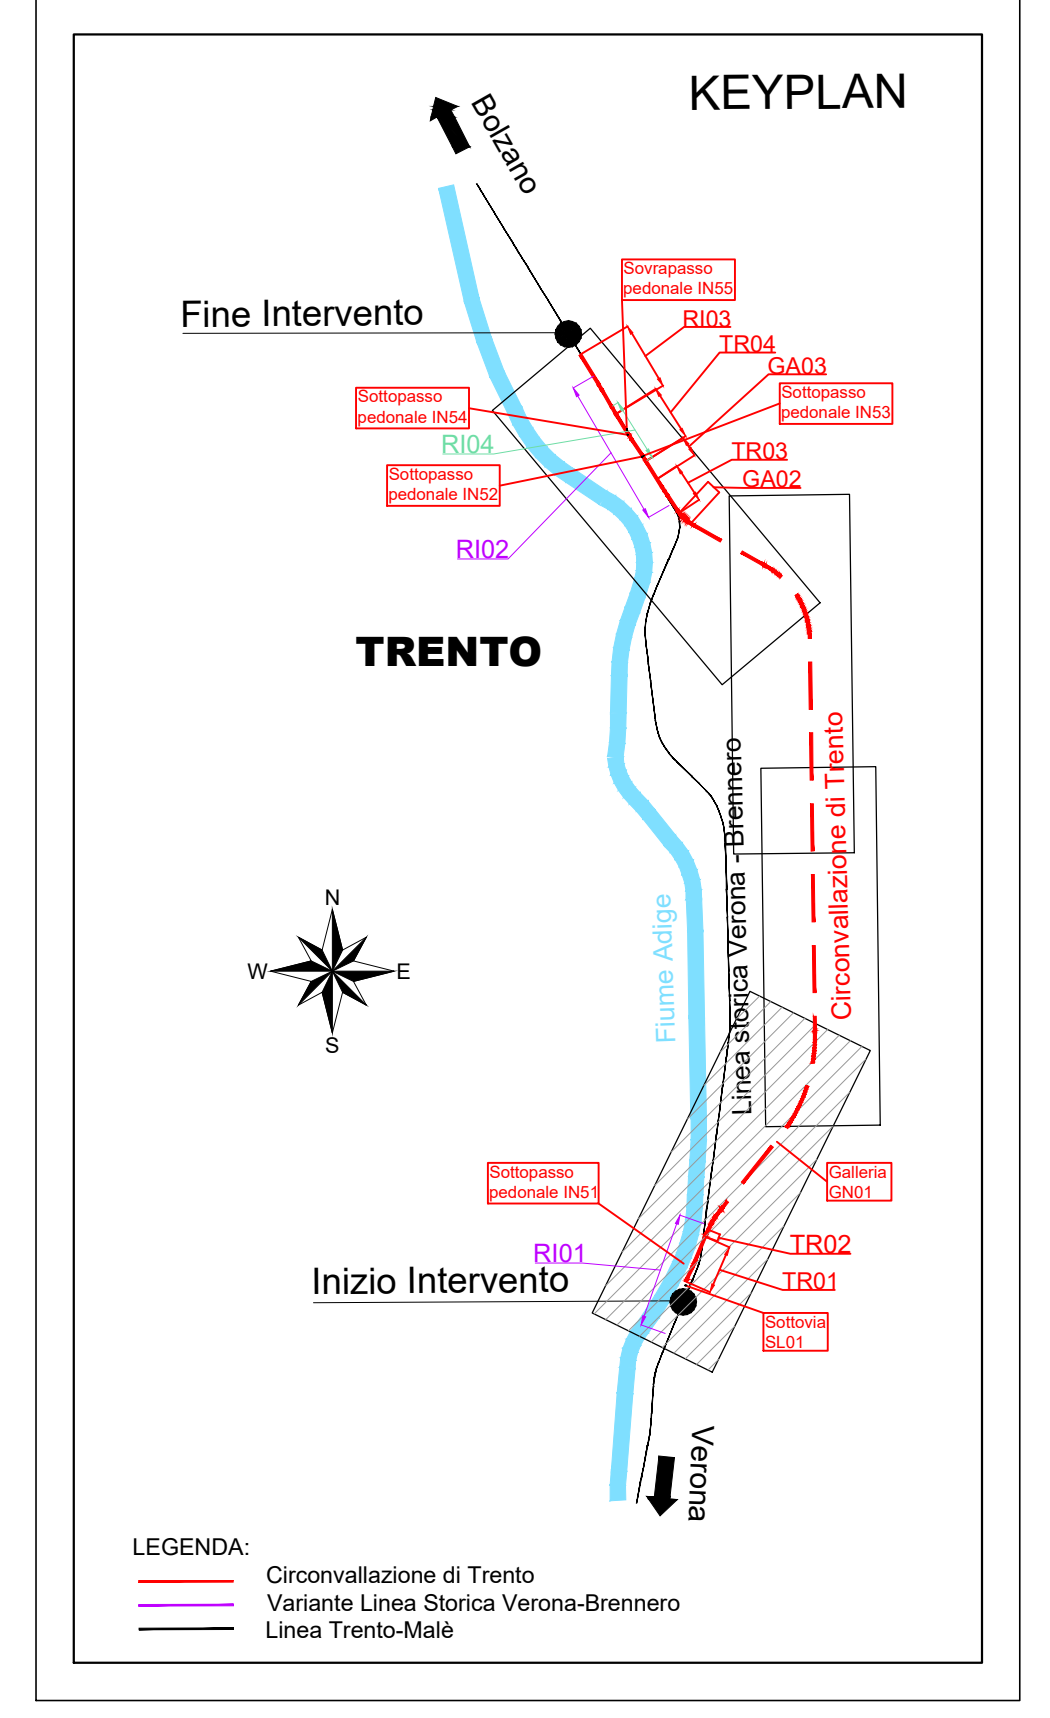 KEYPLAN
Bolzano
Fine Intervento
Sovrapasso
pedonale IN55
RI03
TR04
GA03
Sottopasso
pedonale IN54
Sottopasso
pedonale IN53
RI04
TR03
Sottopasso
pedonale IN52
GA02
RI02
TRENTO
Circonvallazione di Trento
Linea storica Verona - Brennero
Fiume Adige
N
W
E
S
Sottopasso
pedonale IN51
Galleria
GN01
RI01
TR02
Inizio Intervento
TR01
Sottovia
SL01
Verona
LEGENDA:
Circonvallazione di Trento
Variante Linea Storica Verona-Brennero
Linea Trento-Malè